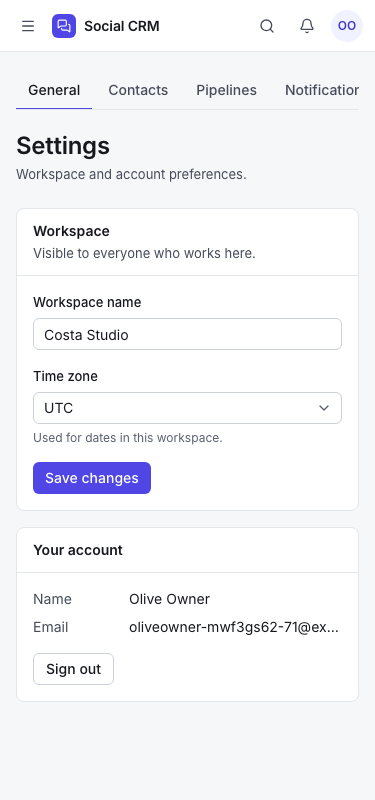 Social CRM
OO
General Contacts Pipelines Notification
Settings
Workspace and account preferences.
Workspace
Visible to everyone who works here.
Workspace name
Costa Studio
Time zone
UTC
Used for dates in this workspace.
Save changes
Your account
Name Olive Owner
Email oliveowner-mwf3gs62-71@ex...
Sign out